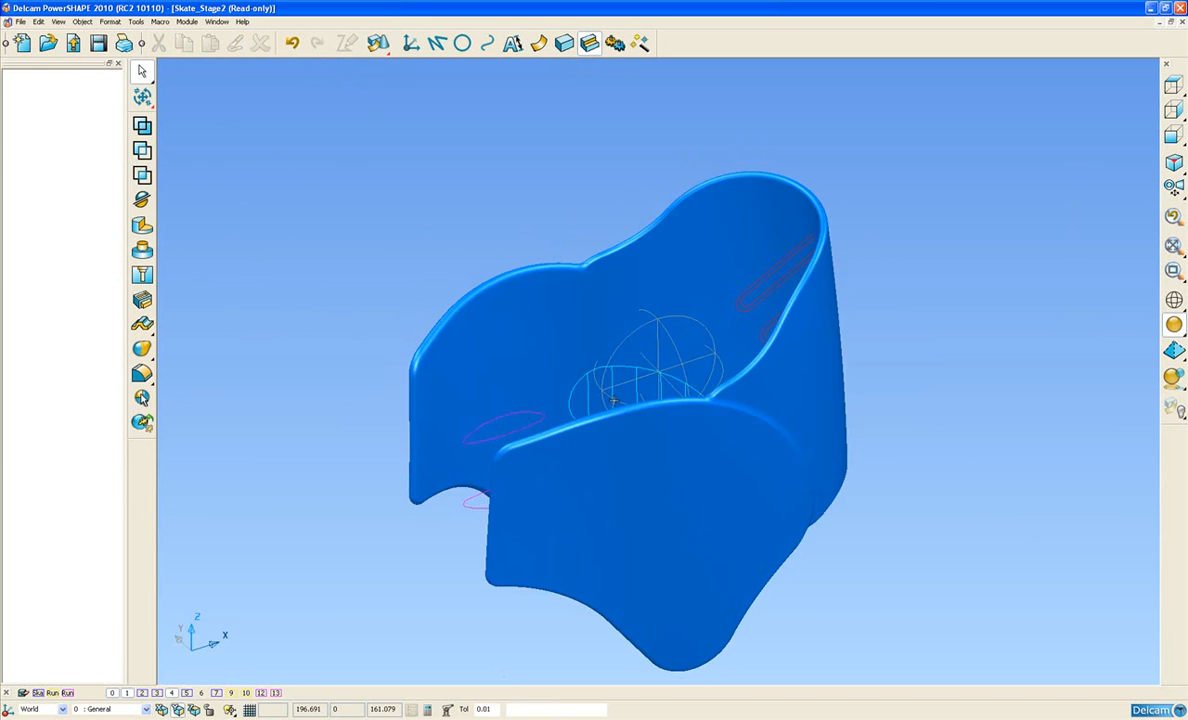 Delcam PowerSHAPE 2010 (RC2 10110) - [Skate_Stage2 (Read-only)]
File Edit View Object Format Tools Macro Module Window Help
Z
Y
X
Ska Run Run 0 1 2 3 4 5 6 7 9 10 12 13
World 0 : General 196.691 0 161.079 Tol 0.01 Delcam